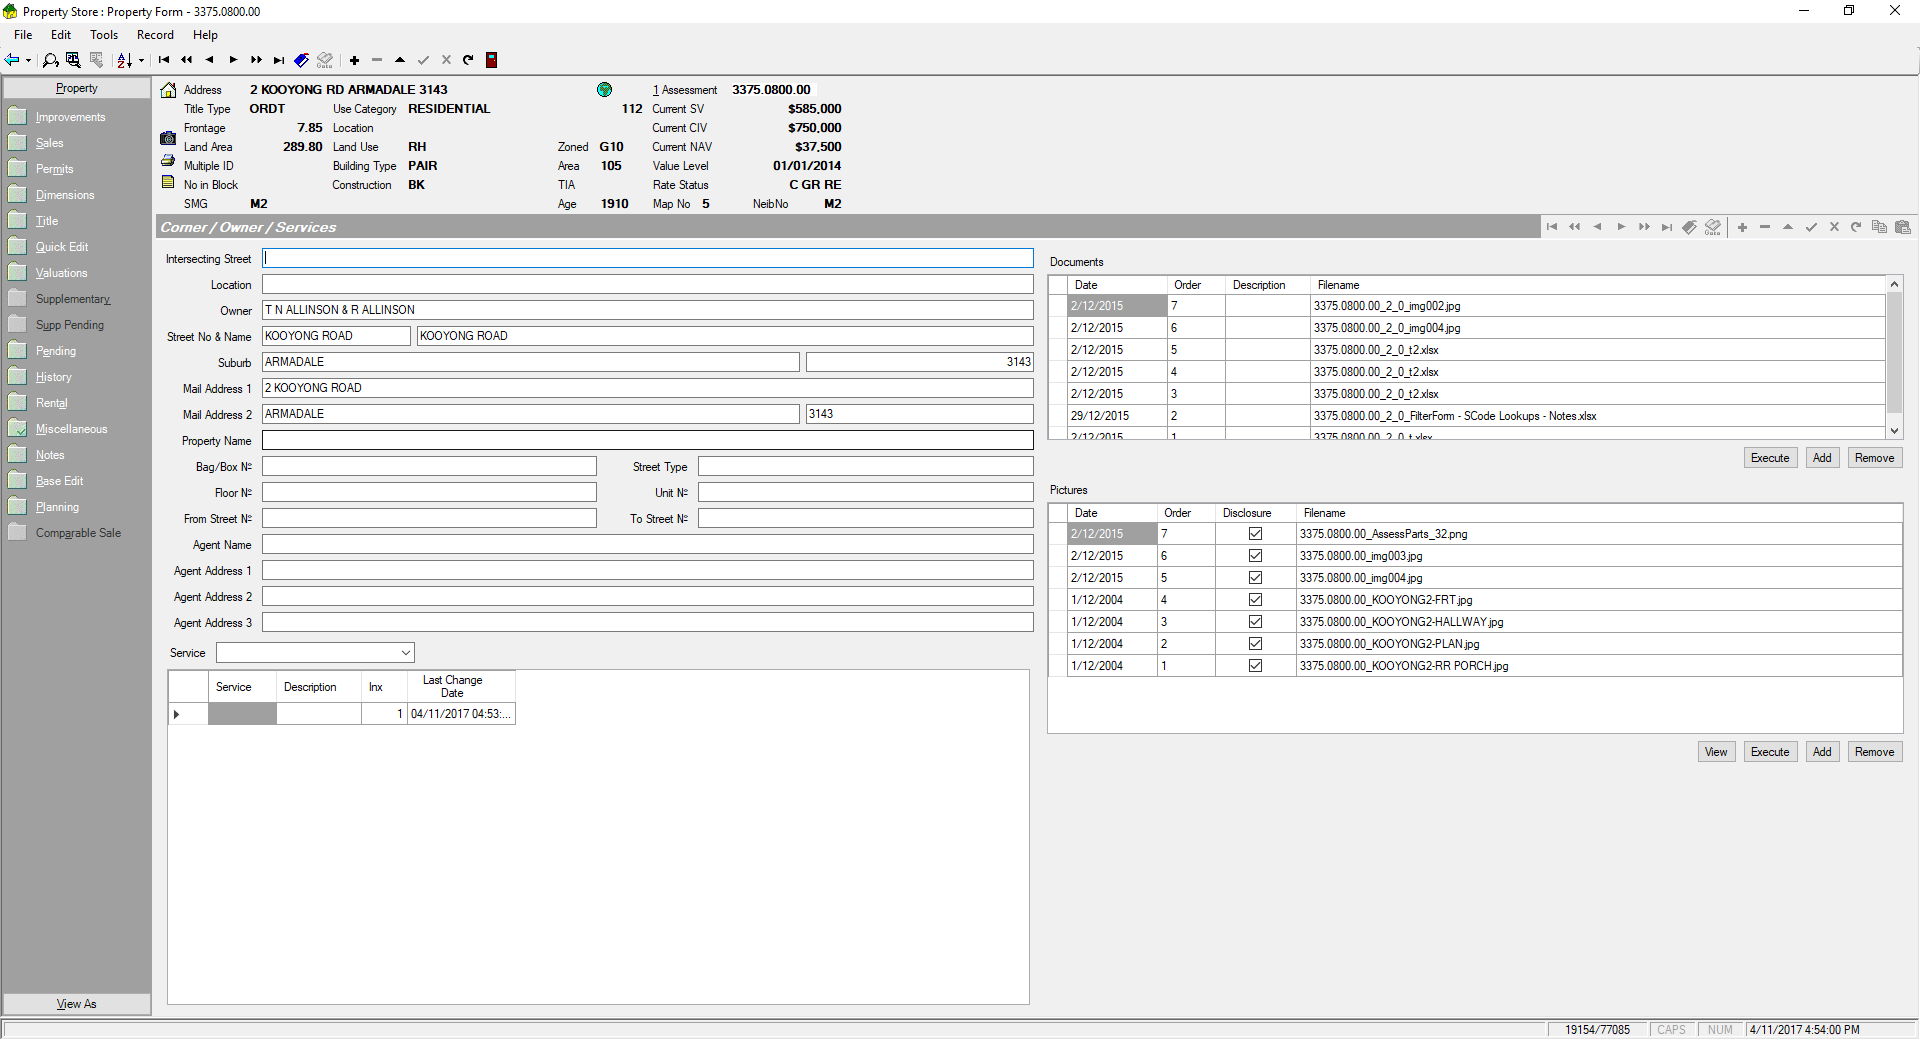 Property Store : Property Form - 3375.0800.00
File Edit Tools Record Help
Property
Improvements
Sales
Permits
Dimensions
Title
Quick Edit
Valuations
Supplementary
Supp Pending
Pending
History
Rental
Miscellaneous
Notes
Base Edit
Planning
Comparable Sale
View As
Address 2 KOOYONG RD ARMADALE 3143 1 Assessment 3375.0800.00
Title Type ORDT Use Category RESIDENTIAL 112 Current SV $585,000
Frontage 7.85 Location Current CIV $750,000
Land Area 289.80 Land Use RH Zoned G10 Current NAV $37,500
Multiple ID Building Type PAIR Area 105 Value Level 01/01/2014
No in Block Construction BK TIA Rate Status C GR RE
SMG M2 Age 1910 Map No 5 NeibNo M2
Corner / Owner / Services
Intersecting Street
Location
Owner T N ALLINSON & R ALLINSON
Street No & Name KOOYONG ROAD KOOYONG ROAD
Suburb ARMADALE 3143
Mail Address 1 2 KOOYONG ROAD
Mail Address 2 ARMADALE 3143
Property Name
Bag/Box Nº Street Type
Floor Nº Unit Nº
From Street Nº To Street Nº
Agent Name
Agent Address 1
Agent Address 2
Agent Address 3
Service
Service Description Inx Last Change Date
1 04/11/2017 04:53:...
Documents
Date Order Description Filename
2/12/2015 7 3375.0800.00_2_0_img002.jpg
2/12/2015 6 3375.0800.00_2_0_img004.jpg
2/12/2015 5 3375.0800.00_2_0_t2.xlsx
2/12/2015 4 3375.0800.00_2_0_t2.xlsx
2/12/2015 3 3375.0800.00_2_0_t2.xlsx
29/12/2015 2 3375.0800.00_2_0_FilterForm - SCode Lookups - Notes.xlsx
2/12/2015 1 3375.0800.00_2_0_t.xlsx
Execute Add Remove
Pictures
Date Order Disclosure Filename
2/12/2015 7 3375.0800.00_AssessParts_32.png
2/12/2015 6 3375.0800.00_img003.jpg
2/12/2015 5 3375.0800.00_img004.jpg
1/12/2004 4 3375.0800.00_KOOYONG2-FRT.jpg
1/12/2004 3 3375.0800.00_KOOYONG2-HALLWAY.jpg
1/12/2004 2 3375.0800.00_KOOYONG2-PLAN.jpg
1/12/2004 1 3375.0800.00_KOOYONG2-RR PORCH.jpg
View Execute Add Remove
19154/77085 CAPS NUM 4/11/2017 4:54:00 PM